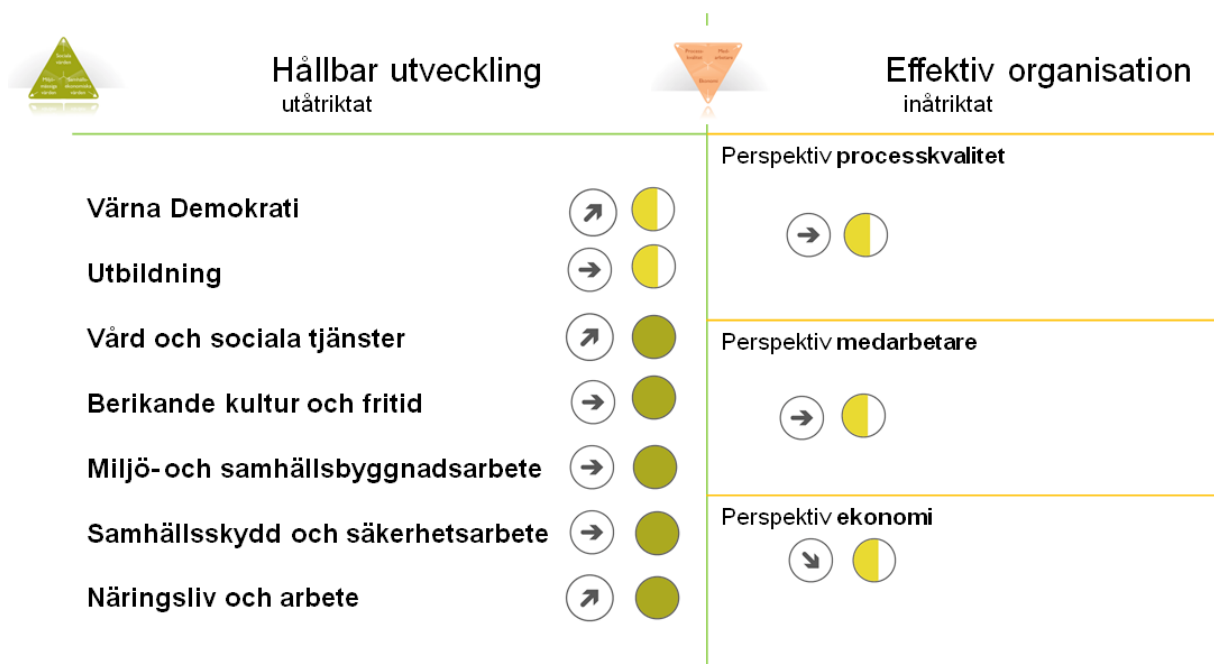 Hållbar utveckling
utåtriktat
Värna Demokrati
Utbildning
Vård och sociala tjänster
Berikande kultur och fritid
Miljö- och samhällsbyggnadsarbete
Samhällsskydd och säkerhetsarbete
Näringsliv och arbete
Effektiv organisation
inåtriktat
Perspektiv processkvalitet
Perspektiv medarbetare
Perspektiv ekonomi